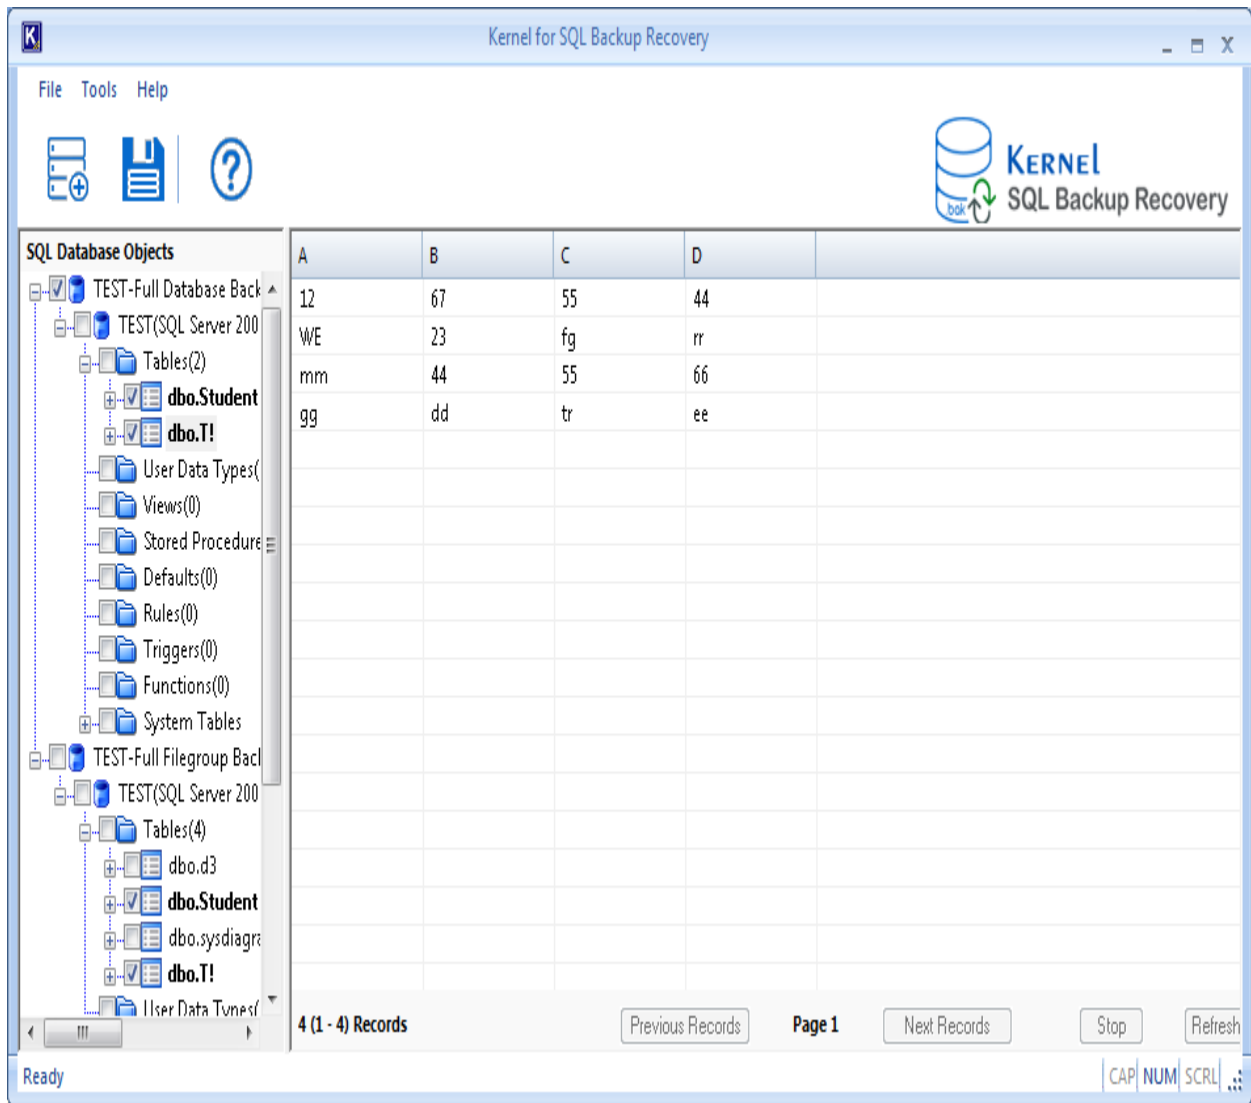 Kernel for SQL Backup Recovery
File Tools Help
KERNEl
SQL Backup Recovery
bak
SQL Database Objects
A B C D
TEST-Full Database Back
12 67 55 44
TEST(SQL Server 200
WE 23 fg rr
Tables(2)
mm 44 55 66
dbo.Student
gg dd tr ee
dbo.T!
User Data Types(
Views(0)
Stored Procedure
Defaults(0)
Rules(0)
Triggers(0)
Functions(0)
System Tables
TEST-Full Filegroup Bacl
TEST(SQL Server 200
Tables(4)
dbo.d3
dbo.Student
dbo.sysdiagra
dbo.T!
User Data Types(
4 (1 - 4) Records Previous Records Page 1 Next Records Stop Refresh
Ready CAP NUM SCRL